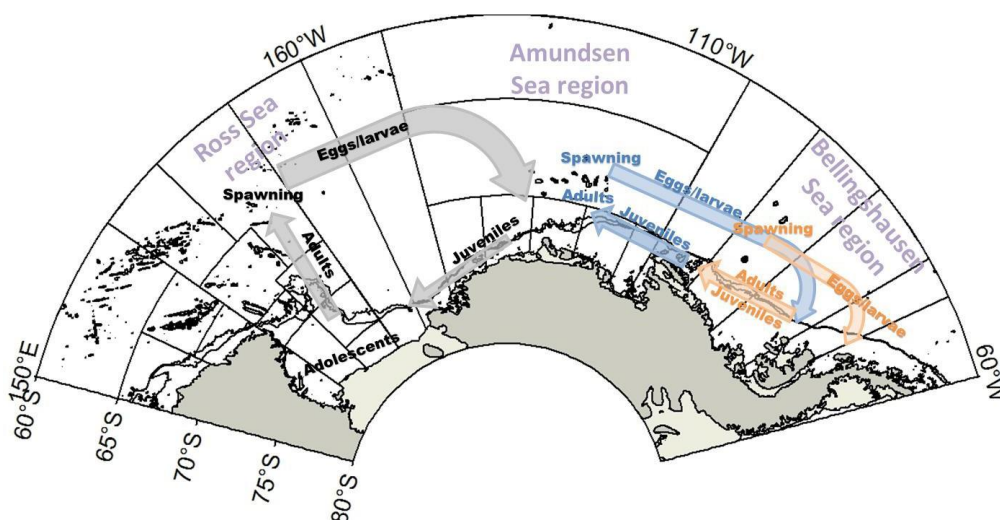 160°W
110°W
Amundsen
Sea region
Ross Sea
region
Bellingshausen
Sea region
Eggs/larvae
Spawning
Adults
Juveniles
Adolescents
Spawning
Eggs/larvae
Adults
Juveniles
Spawning
Eggs/larvae
Adults
Juveniles
150°E
60°S
65°S
70°S
75°S
80°S
60°W